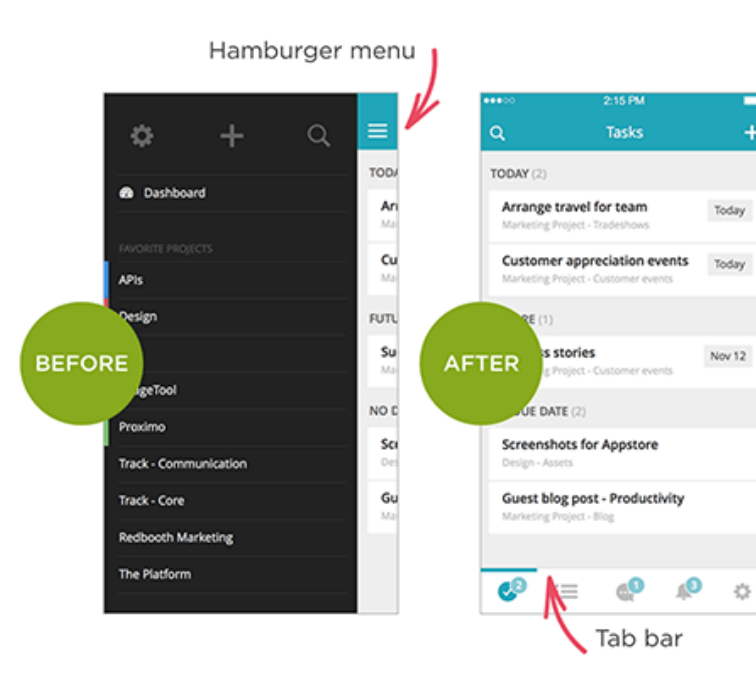 Hamburger menu
Dashboard
FAVORITE PROJECTS
APIs
Design
BEFORE
Proximo
Track - Communication
Track - Core
Redbooth Marketing
The Platform
2:15 PM
Tasks
TODAY (2)
Arrange travel for team
Today
Marketing Project - Tradeshows
Customer appreciation events
Today
Marketing Project - Customer events
(1)
AFTER
stories
Nov 12
Project - Customer events
DATE (2)
Screenshots for Appstore
Design - Assets
Guest blog post - Productivity
Marketing Project - Blog
2
1
3
Tab bar